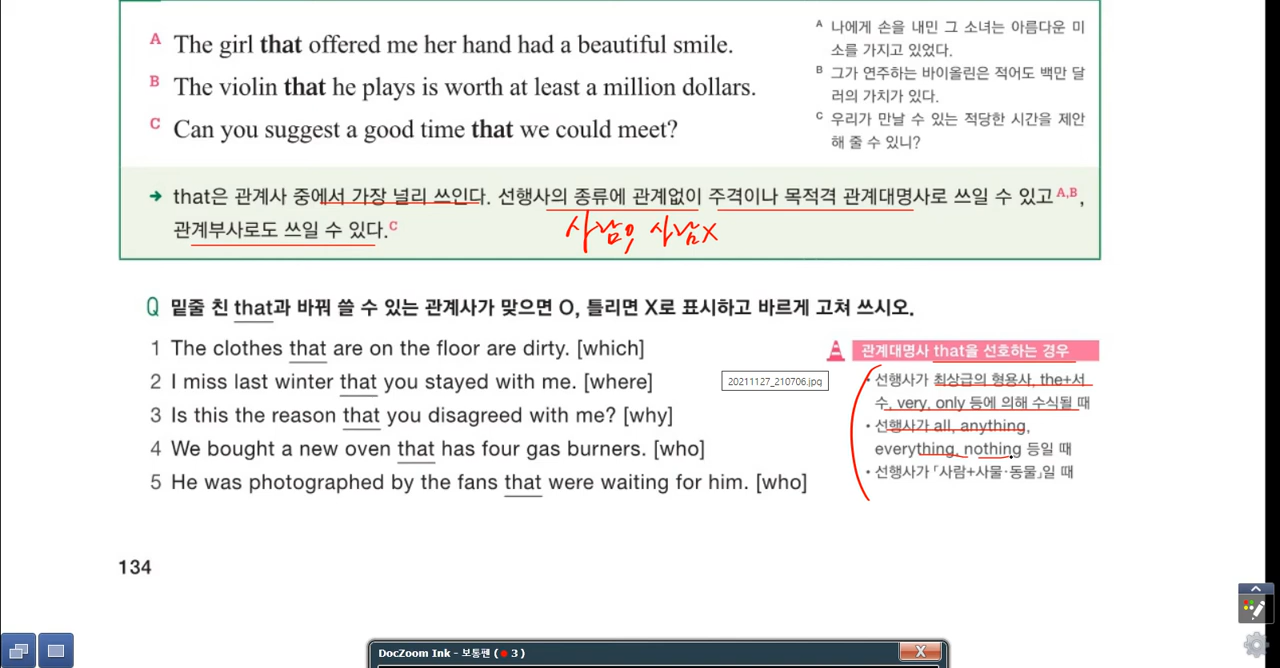 A The girl that offered me her hand had a beautiful smile.
B The violin that he plays is worth at least a million dollars.
C Can you suggest a good time that we could meet?
A 나에게 손을 내민 그 소녀는 아름다운 미
소를 가지고 있었다.
B 그가 연주하는 바이올린은 적어도 백만 달
러의 가치가 있다.
C 우리가 만날 수 있는 적당한 시간을 제안
해 줄 수 있니?
→ that은 관계사 중에서 가장 널리 쓰인다. 선행사의 종류에 관계없이 주격이나 목적격 관계대명사로 쓰일 수 있고A,B,
관계부사로도 쓰일 수 있다.C
사람o, 사람x
Q 밑줄 친 that과 바꿔 쓸 수 있는 관계사가 맞으면 O, 틀리면 X로 표시하고 바르게 고쳐 쓰시오.
1 The clothes that are on the floor are dirty. [which]
2 I miss last winter that you stayed with me. [where]
3 Is this the reason that you disagreed with me? [why]
4 We bought a new oven that has four gas burners. [who]
5 He was photographed by the fans that were waiting for him. [who]
20211127_210706.jpq
관계대명사 that을 선호하는 경우
• 선행사가 최상급의 형용사, the+서
수, very, only 등에 의해 수식될 때
• 선행사가 all, anything,
everything, nothing 등일 때
• 선행사가 「사람+사물·동물」일 때
134
DocZoom Ink - 보통펜 ( 3 )
X